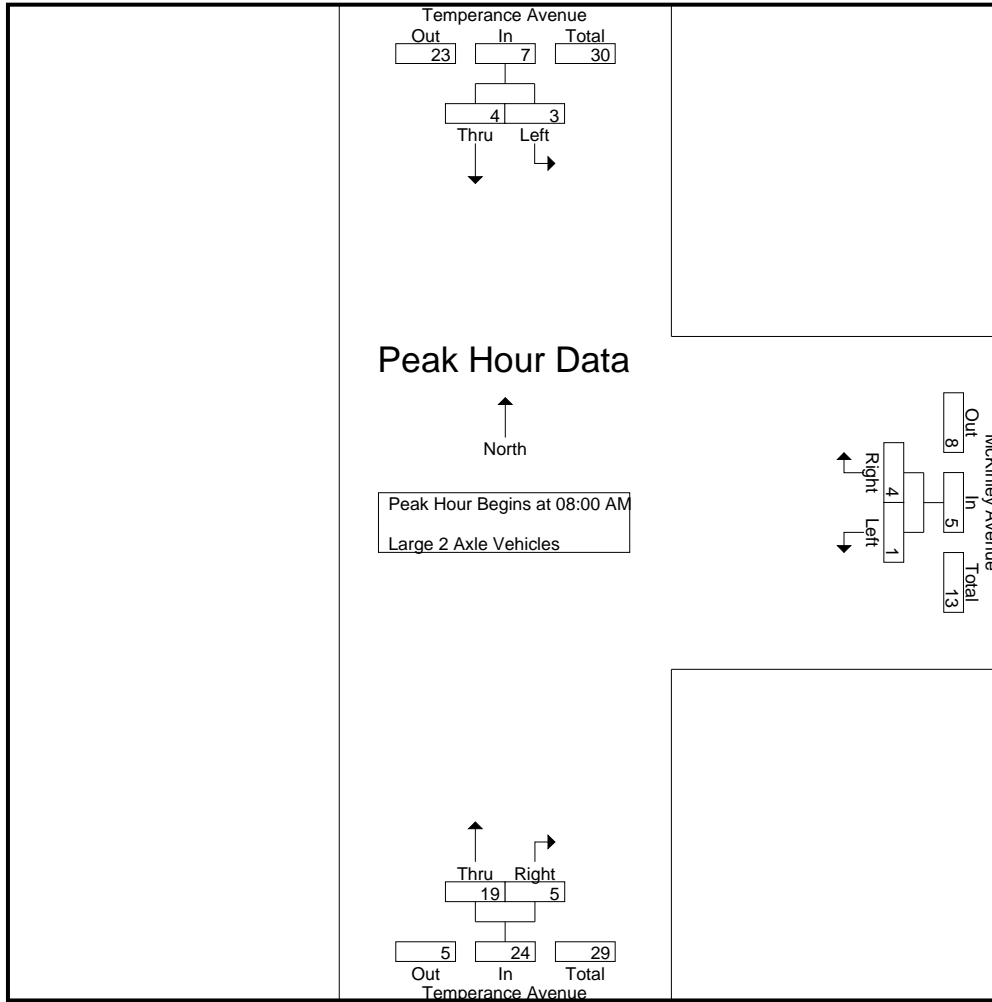 Temperance Avenue
Out In Total
23 7 30
4 3
Thru Left
Peak Hour Data
North
Peak Hour Begins at 08:00 AM
Large 2 Axle Vehicles
McKinley Avenue
Out In Total
8 5 13
4 1
Right Left
Thru Right
19 5
5 24 29
Out In Total
Temperance Avenue